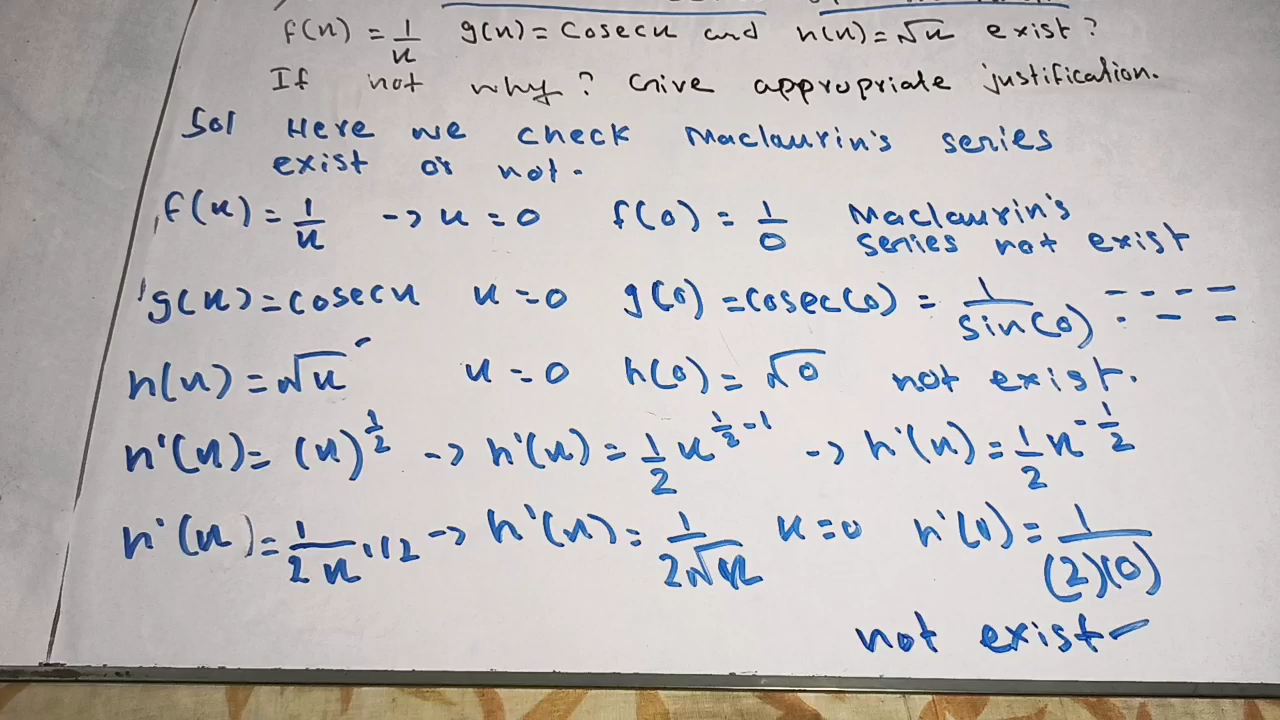 f(x) = 1/x g(x) = Cosecx and h(x) = √x exist?
If not why? Give appropriate justification.
Sol Here we check Maclaurin's series
exist or not.
f(x) = 1/x -> x = 0 f(0) = 1/0 Maclaurin's
series not exist
g(x) = cosecx x = 0 g(0) = cosec(0) = 1/sin(0) - - - -
h(x) = √x x = 0 h(0) = √0 not exist.
h'(x) = (x)^1/2 -> h'(x) = 1/2 x^1/2-1 -> h'(x) = 1/2 x^-1/2
h'(x) = 1/2x^1/2 -> h'(x) = 1/2√x x = 0 = 1/(2)(0)
not exist